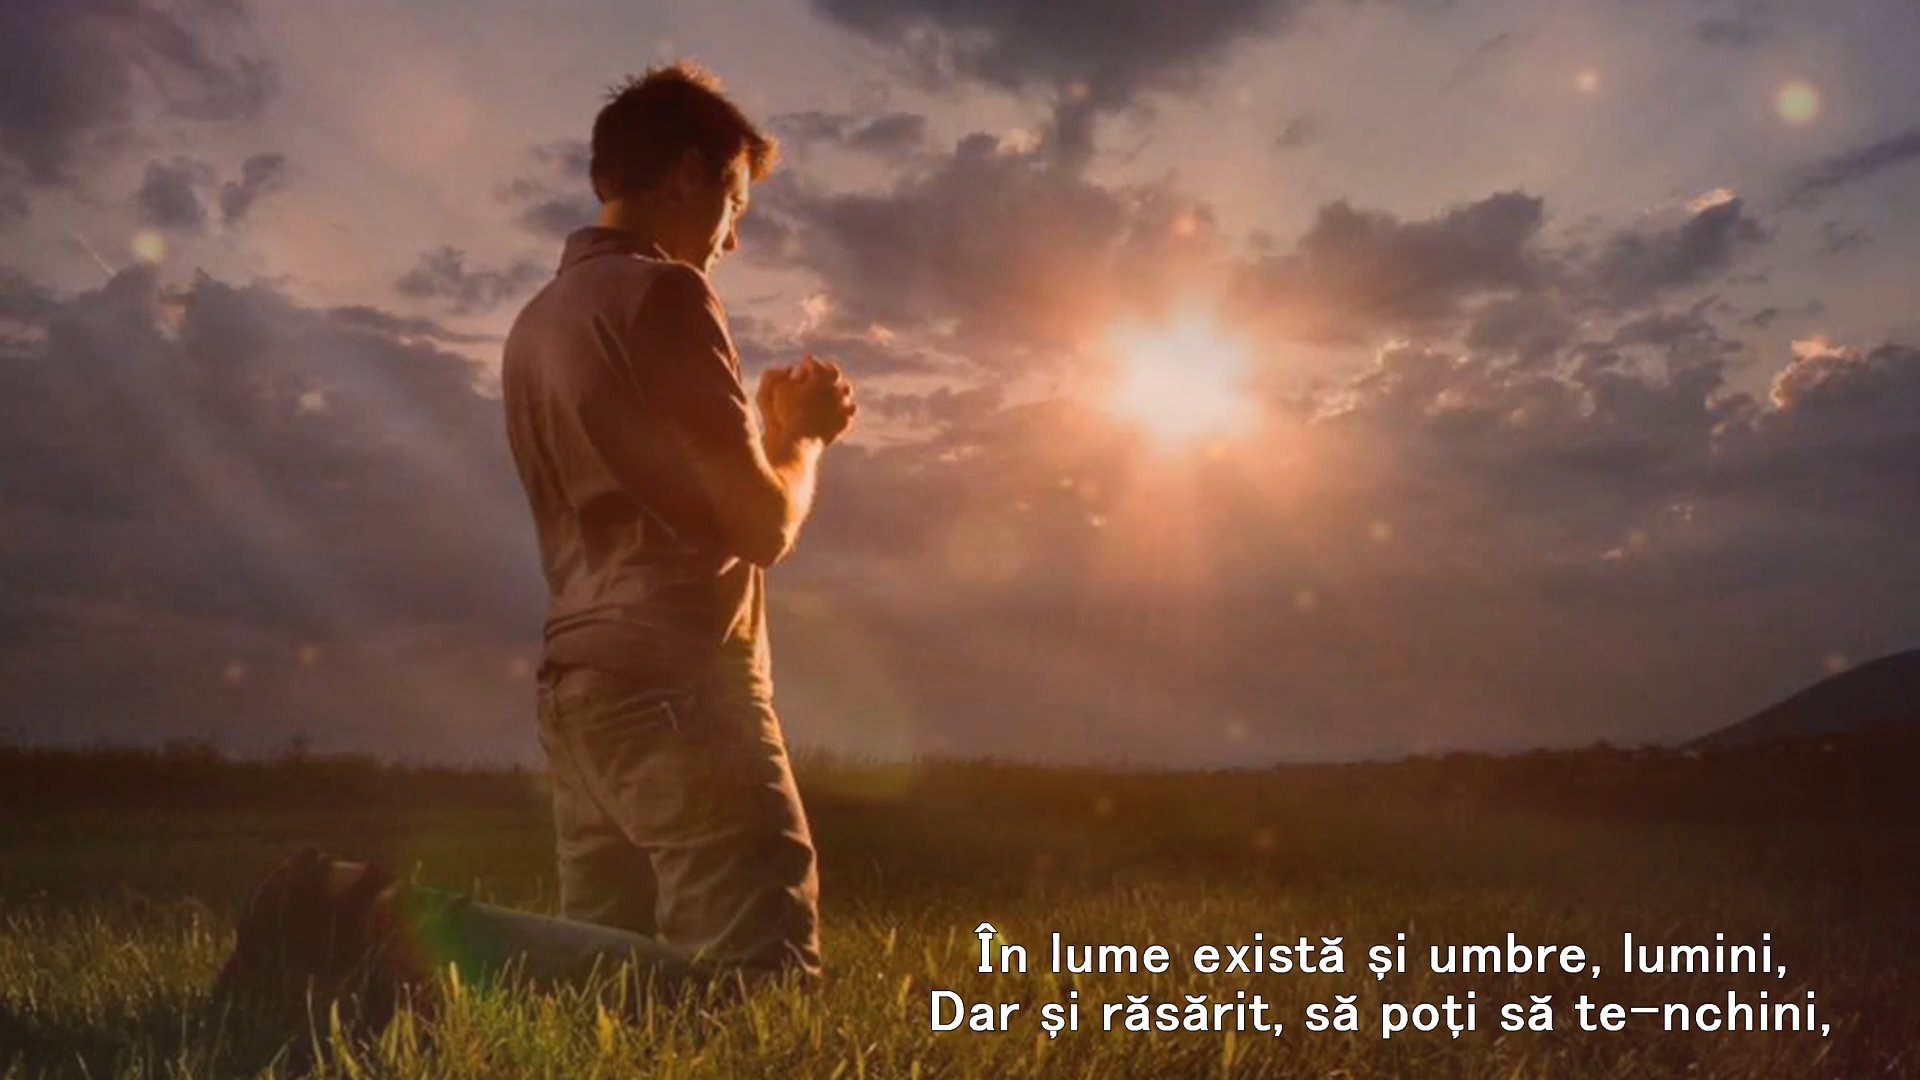 În lume există și umbre, lumini,
Dar și răsărit, să poți să te-nchini,